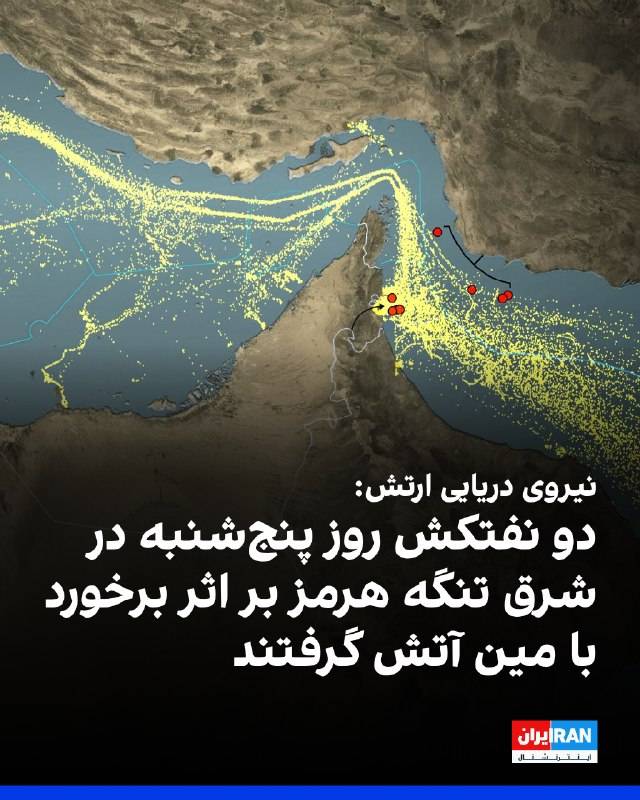 نیروی دریایی ارتش:
دو نفتکش روز پنج‌شنبه در
شرق تنگه هرمز بر اثر برخورد
با مین آتش گرفتند
ایران IRAN
اینترنشنال